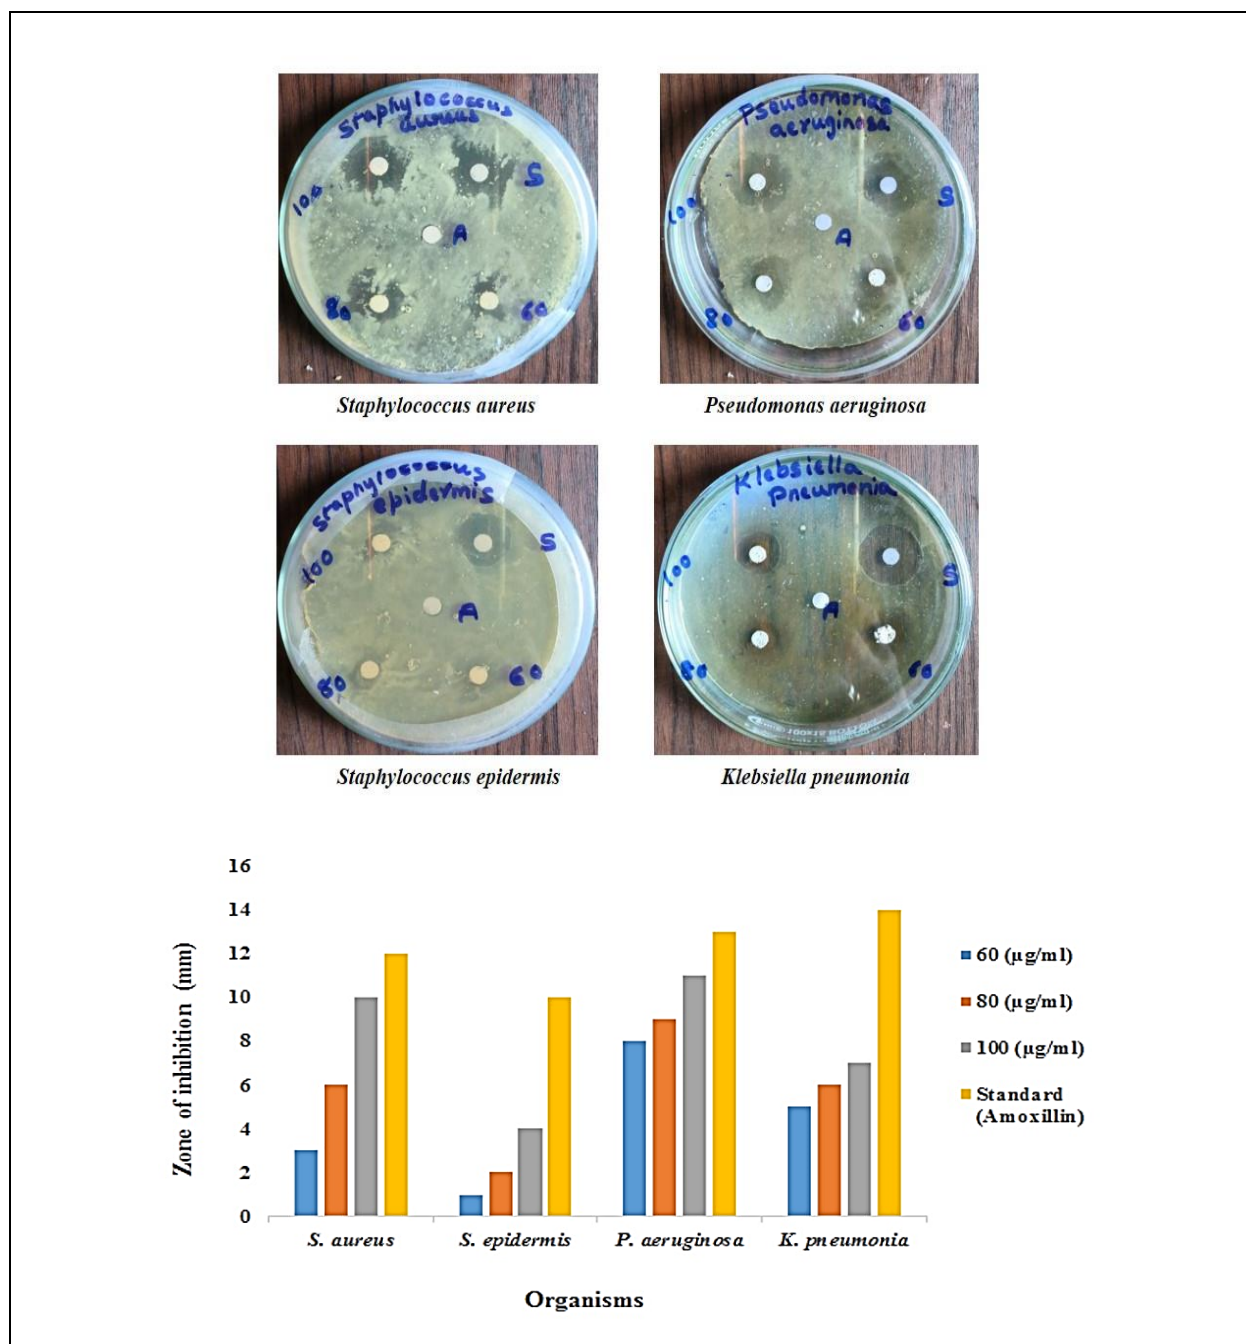 Staphylococcus
aureus
100
S
A
80
60
Staphylococcus aureus
Pseudomonas
aeruginosa
100
S
A
80
60
Pseudomonas aeruginosa
staphylococcus
epidermis
100
S
A
80
60
Staphylococcus epidermis
Klebsiella
Pneumonia
100
S
A
80
60
Klebsiella pneumonia
16
14
12
10
8
6
4
2
0
Zone of inhibition (mm)
S. aureus
S. epidermis
P. aeruginosa
K. pneumonia
Organisms
60 (µg/ml)
80 (µg/ml)
100 (µg/ml)
Standard
(Amoxillin)